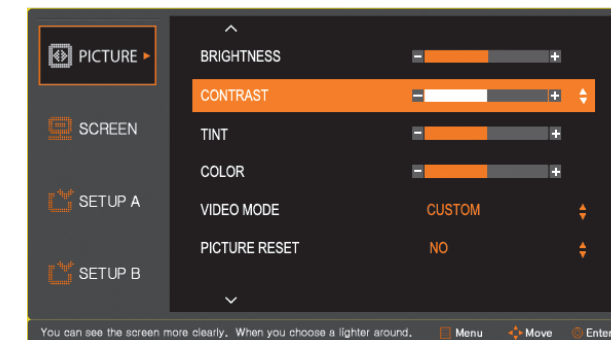 PICTURE
BRIGHTNESS
CONTRAST
SCREEN
TINT
COLOR
SETUP A
VIDEO MODE CUSTOM
PICTURE RESET NO
SETUP B
You can see the screen more clearly. When you choose a lighter around. Menu Move Enter